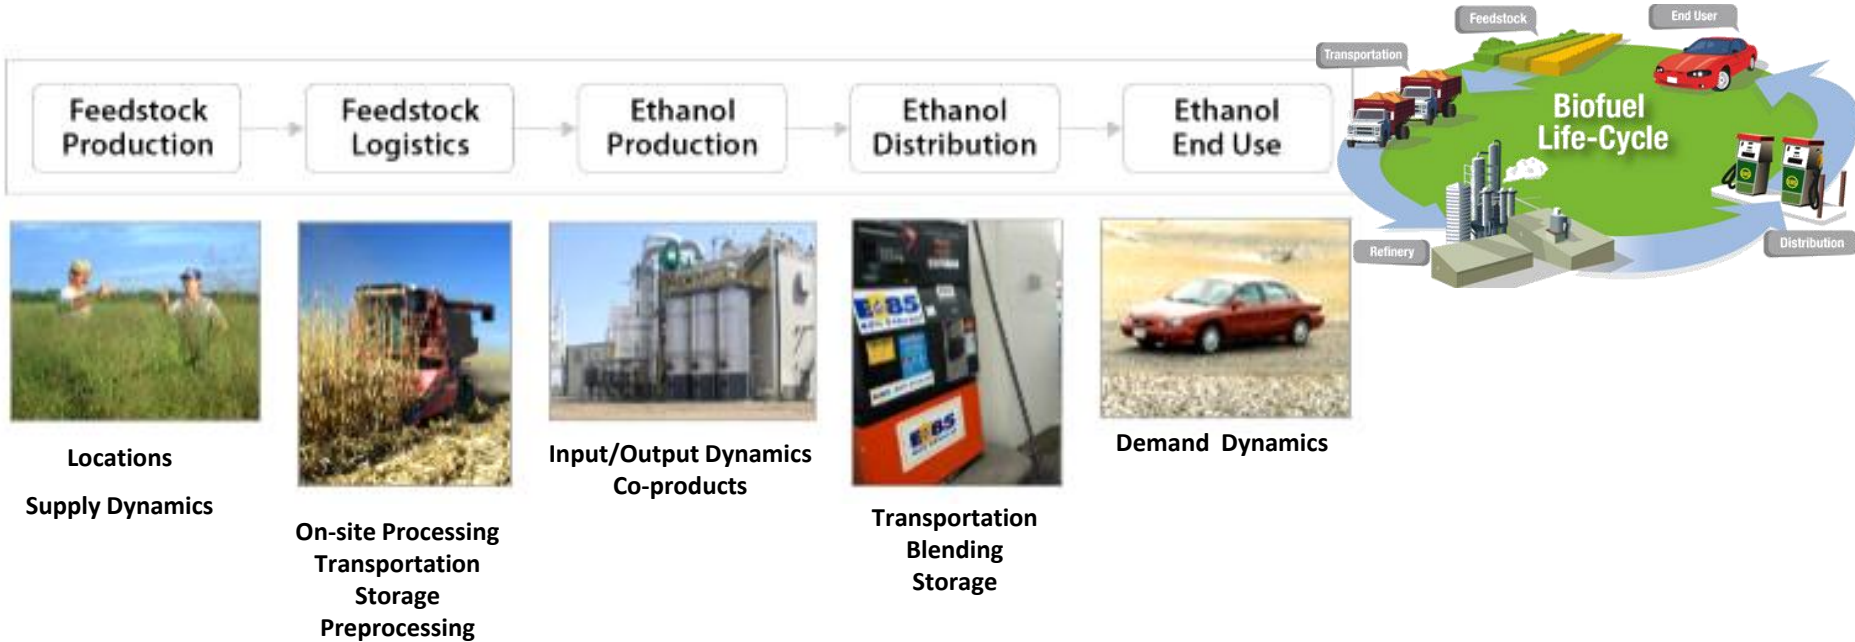 Feedstock
Production
Feedstock
Logistics
Ethanol
Production
Ethanol
Distribution
Ethanol
End Use
Feedstock
End User
Transportation
Biofuel
Life-Cycle
Refinery
Distribution
E85
E85
Locations
Supply Dynamics
On-site Processing
Transportation
Storage
Preprocessing
Input/Output Dynamics
Co-products
Transportation
Blending
Storage
Demand Dynamics